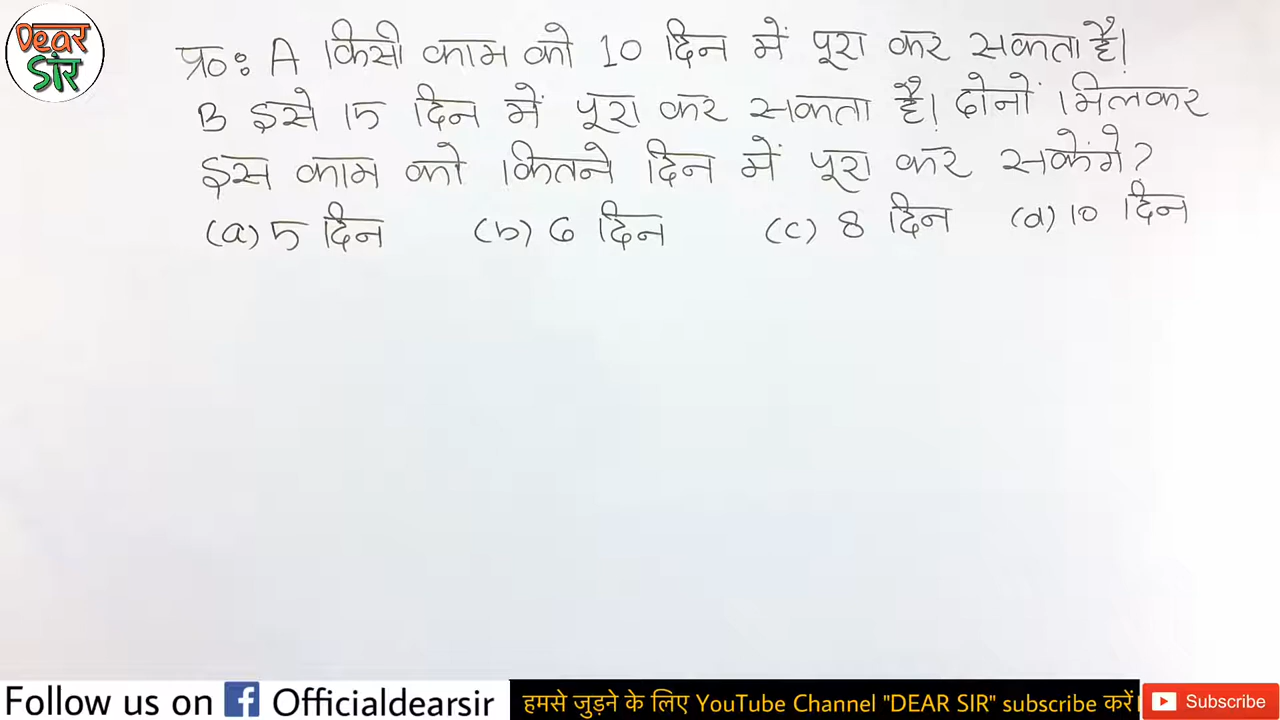 Dear
Sir
प्र०ः A किसी काम को 10 दिन में पूरा कर सकता है।
B इसे 15 दिन में पूरा कर सकता है। दोनों मिलकर
इस काम को कितने दिन में पूरा कर सकेंगे?
(a) 5 दिन (b) 6 दिन (c) 8 दिन (d) 10 दिन
Follow us on f Officialdearsir
हमसे जुड़ने के लिए YouTube Channel "DEAR SIR" subscribe करें।
Subscribe